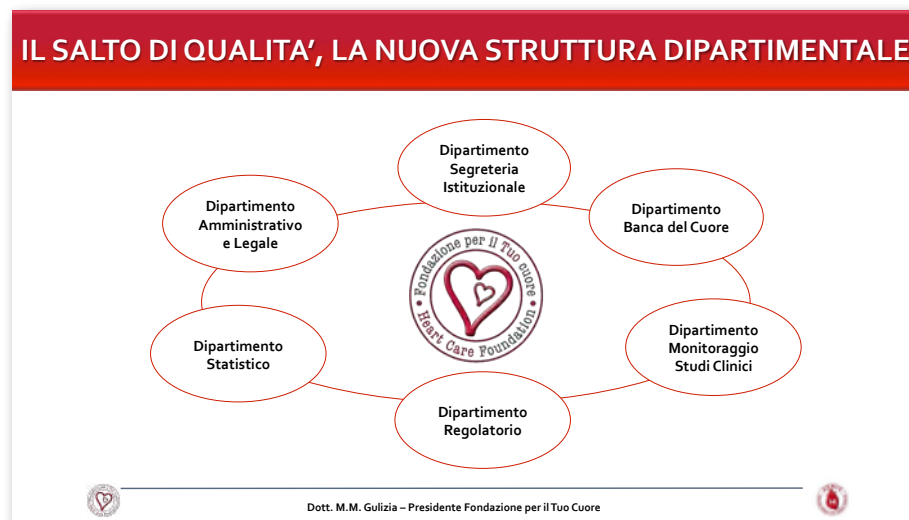 IL SALTO DI QUALITA’, LA NUOVA STRUTTURA DIPARTIMENTALE
Dipartimento
Segreteria
Istituzionale
Dipartimento
Amministrativo
e Legale
Dipartimento
Banca del Cuore
Fondazione per il Tuo cuore
Heart Care Foundation
Dipartimento
Statistico
Dipartimento
Monitoraggio
Studi Clinici
Dipartimento
Regolatorio
Dott. M.M. Gulizia – Presidente Fondazione per il Tuo Cuore